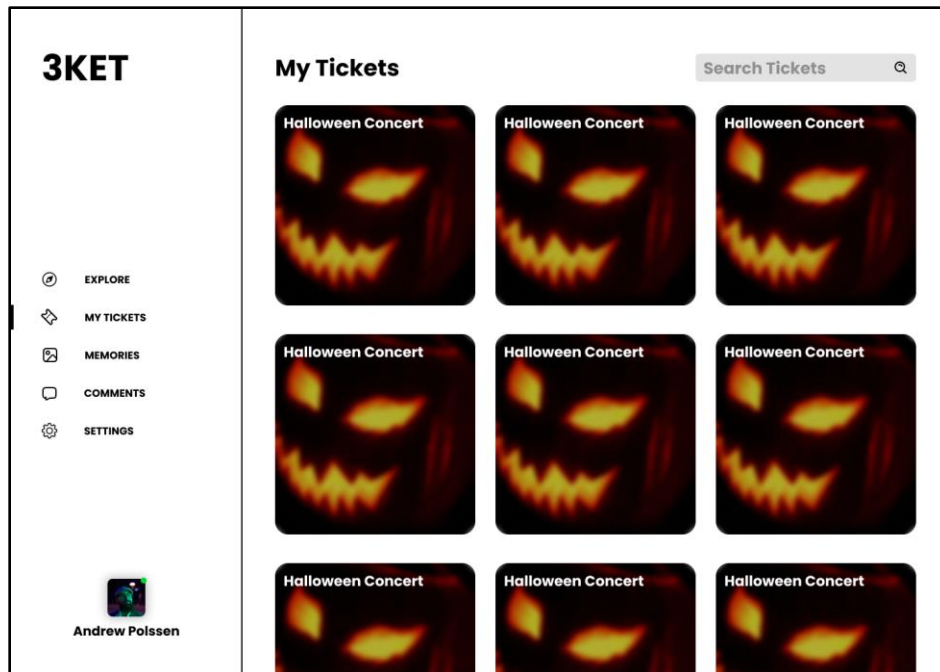 3KET
EXPLORE
MY TICKETS
MEMORIES
COMMENTS
SETTINGS
Andrew Polssen
My Tickets
Search Tickets
Halloween Concert
Halloween Concert
Halloween Concert
Halloween Concert
Halloween Concert
Halloween Concert
Halloween Concert
Halloween Concert
Halloween Concert